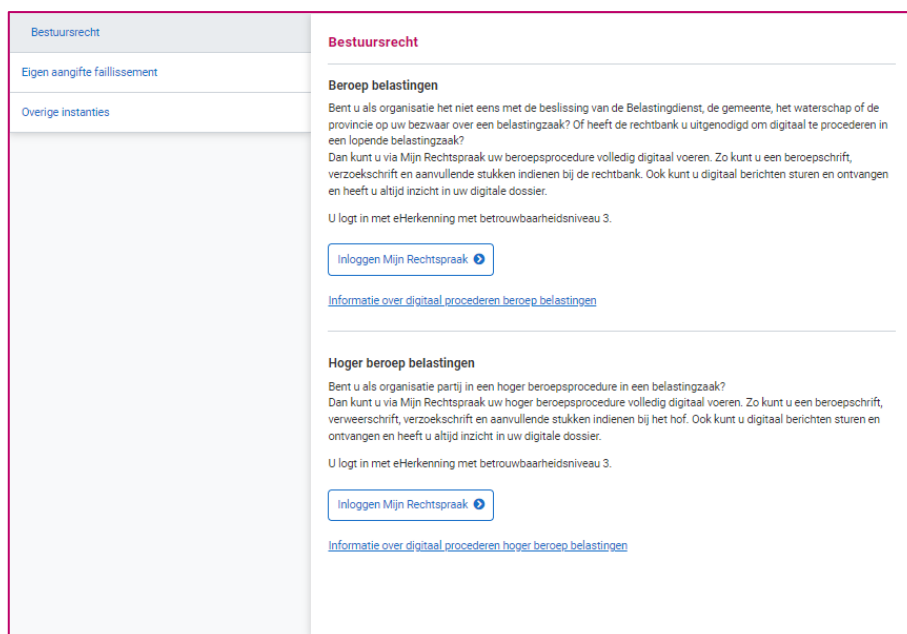 Bestuursrecht
Eigen aangifte faillissement
Overige instanties
Bestuursrecht
Beroep belastingen
Bent u als organisatie het niet eens met de beslissing van de Belastingdienst, de gemeente, het waterschap of de
provincie op uw bezwaar over een belastingzaak? Of heeft de rechtbank u uitgenodigd om digitaal te procederen in
een lopende belastingzaak?
Dan kunt u via Mijn Rechtspraak uw beroepsprocedure volledig digitaal voeren. Zo kunt u een beroepschrift,
verzoekschrift en aanvullende stukken indienen bij de rechtbank. Ook kunt u digitaal berichten sturen en ontvangen
en heeft u altijd inzicht in uw digitale dossier.
U logt in met eHerkenning met betrouwbaarheidsniveau 3.
Inloggen Mijn Rechtspraak
Informatie over digitaal procederen beroep belastingen
Hoger beroep belastingen
Bent u als organisatie partij in een hoger beroepsprocedure in een belastingzaak?
Dan kunt u via Mijn Rechtspraak uw hoger beroepsprocedure volledig digitaal voeren. Zo kunt u een beroepschrift,
verweerschrift, verzoekschrift en aanvullende stukken indienen bij het hof. Ook kunt u digitaal berichten sturen en
ontvangen en heeft u altijd inzicht in uw digitale dossier.
U logt in met eHerkenning met betrouwbaarheidsniveau 3.
Inloggen Mijn Rechtspraak
Informatie over digitaal procederen hoger beroep belastingen